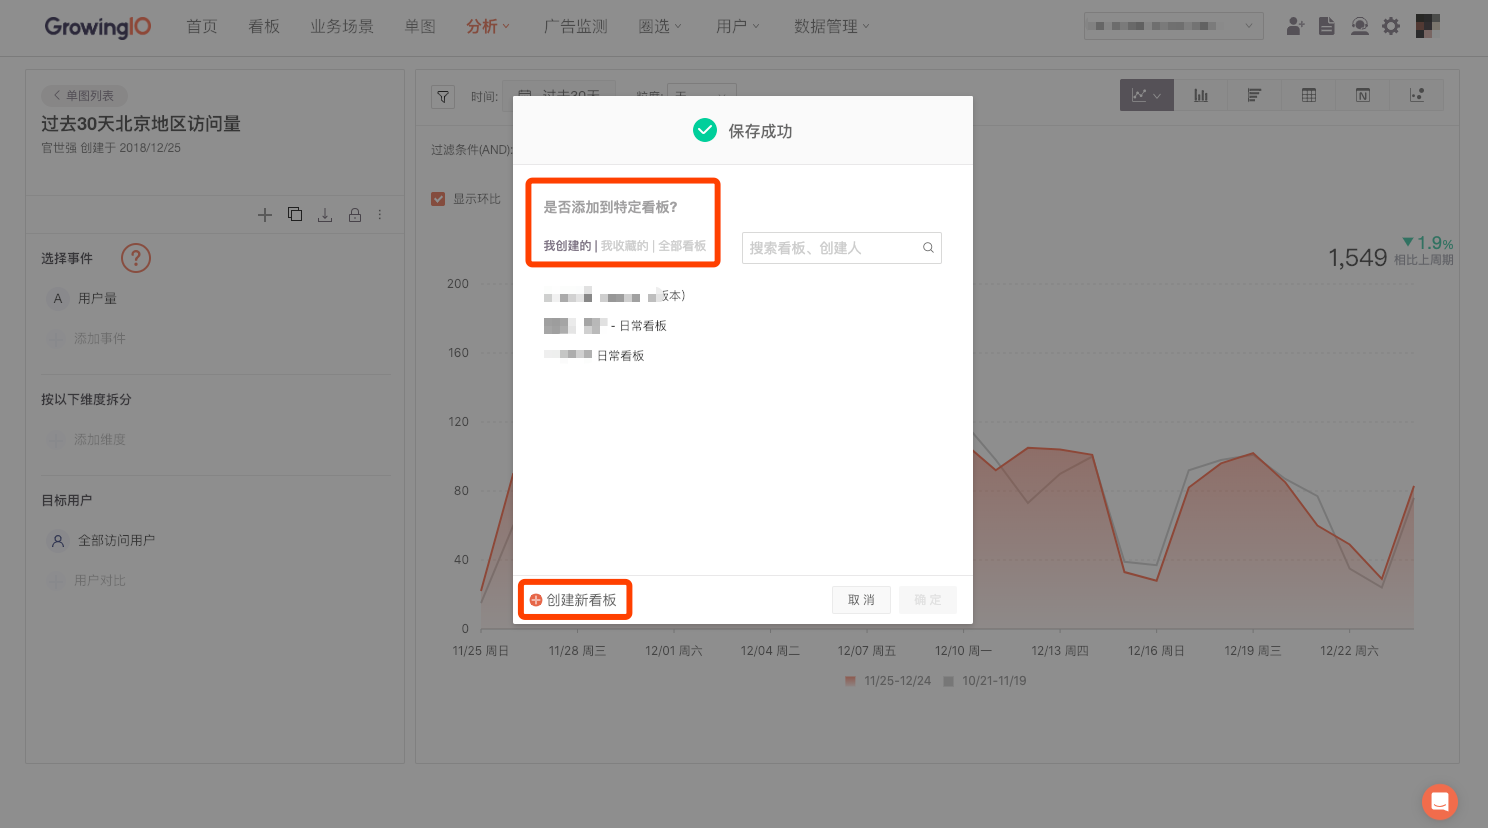 GrowingIO 首页 看板 业务场景 单图 分析 广告监测 圈选 用户 数据管理
单图列表
过去30天北京地区访问量
官世强 创建于 2018/12/25
选择事件 ?
A 用户量
添加事件
按以下维度拆分
添加维度
目标用户
全部访问用户
用户对比
时间: 过去30天
过滤条件(AND):
显示环比
1,549 1.9%
相比上周期
保存成功
是否添加到特定看板?
我创建的 | 我收藏的 | 全部看板
搜索看板、创建人
版本)
- 日常看板
日常看板
创建新看板 取消 确定
200
160
120
80
40
0
11/25 周日 11/28 周三 12/01 周六 12/04 周二 12/07 周五 12/10 周一 12/13 周四 12/16 周日 12/19 周三 12/22 周六
11/25-12/24 10/21-11/19